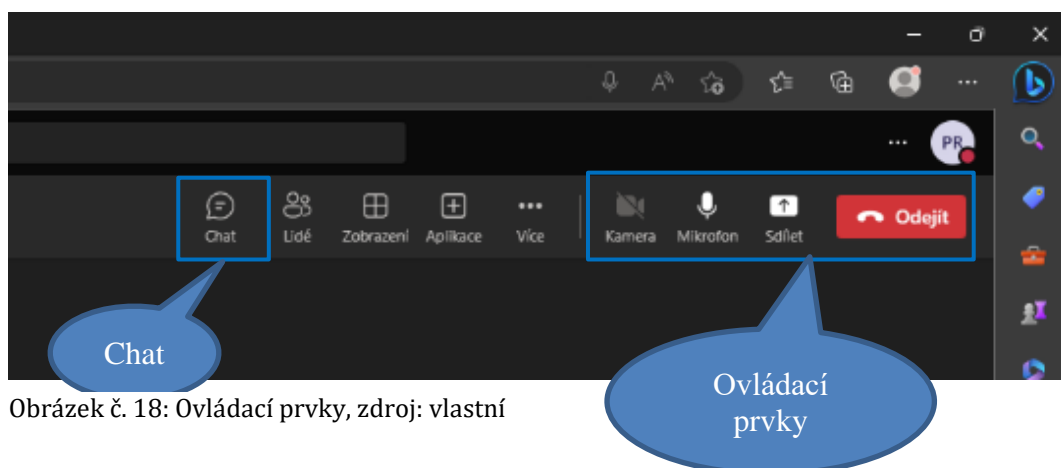 PR
Chat
Lidé
Zobrazení
Aplikace
Více
Kamera
Mikrofon
Sdílet
Odejít
Chat
Ovládací
prvky
Obrázek č. 18: Ovládací prvky, zdroj: vlastní